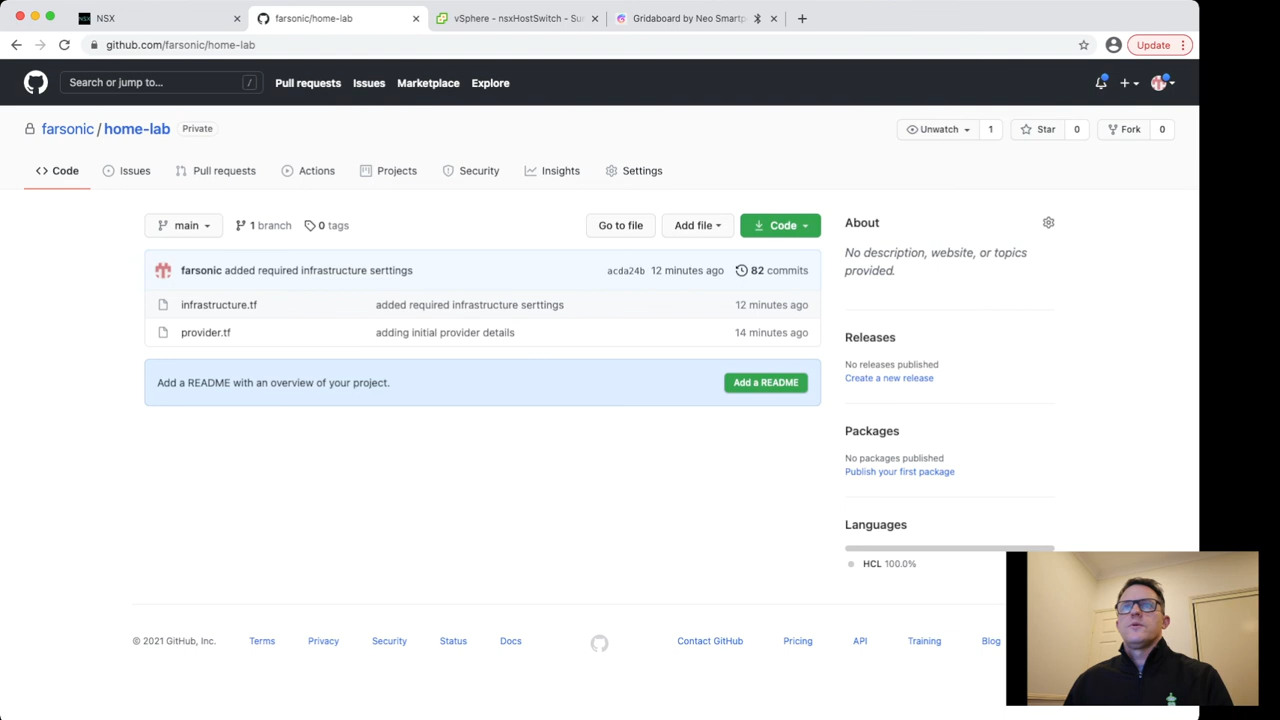 NSX
farsonic/home-lab
vSphere - nsxHostSwitch - Su
Gridaboard by Neo Smartp
github.com/farsonic/home-lab
Update
Search or jump to...
/
Pull requests
Issues
Marketplace
Explore
farsonic / home-lab
Private
Unwatch
1
Star
0
Fork
0
Code
Issues
Pull requests
Actions
Projects
Security
Insights
Settings
main
1 branch
0 tags
Go to file
Add file
Code
farsonic added required infrastructure serttings
acda24b
12 minutes ago
82 commits
infrastructure.tf
added required infrastructure serttings
12 minutes ago
provider.tf
adding initial provider details
14 minutes ago
Add a README with an overview of your project.
Add a README
About
No description, website, or topics
provided.
Releases
No releases published
Create a new release
Packages
No packages published
Publish your first package
Languages
HCL 100.0%
© 2021 GitHub, Inc.
Terms
Privacy
Security
Status
Docs
Contact GitHub
Pricing
API
Training
Blog